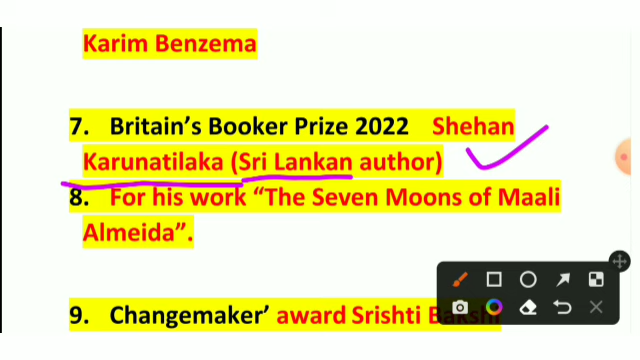 Karim Benzema
7. Britain’s Booker Prize 2022 Shehan
Karunatilaka (Sri Lankan author)
8. For his work “The Seven Moons of Maali
Almeida”.
9. Changemaker’ award Srishti Bakshi